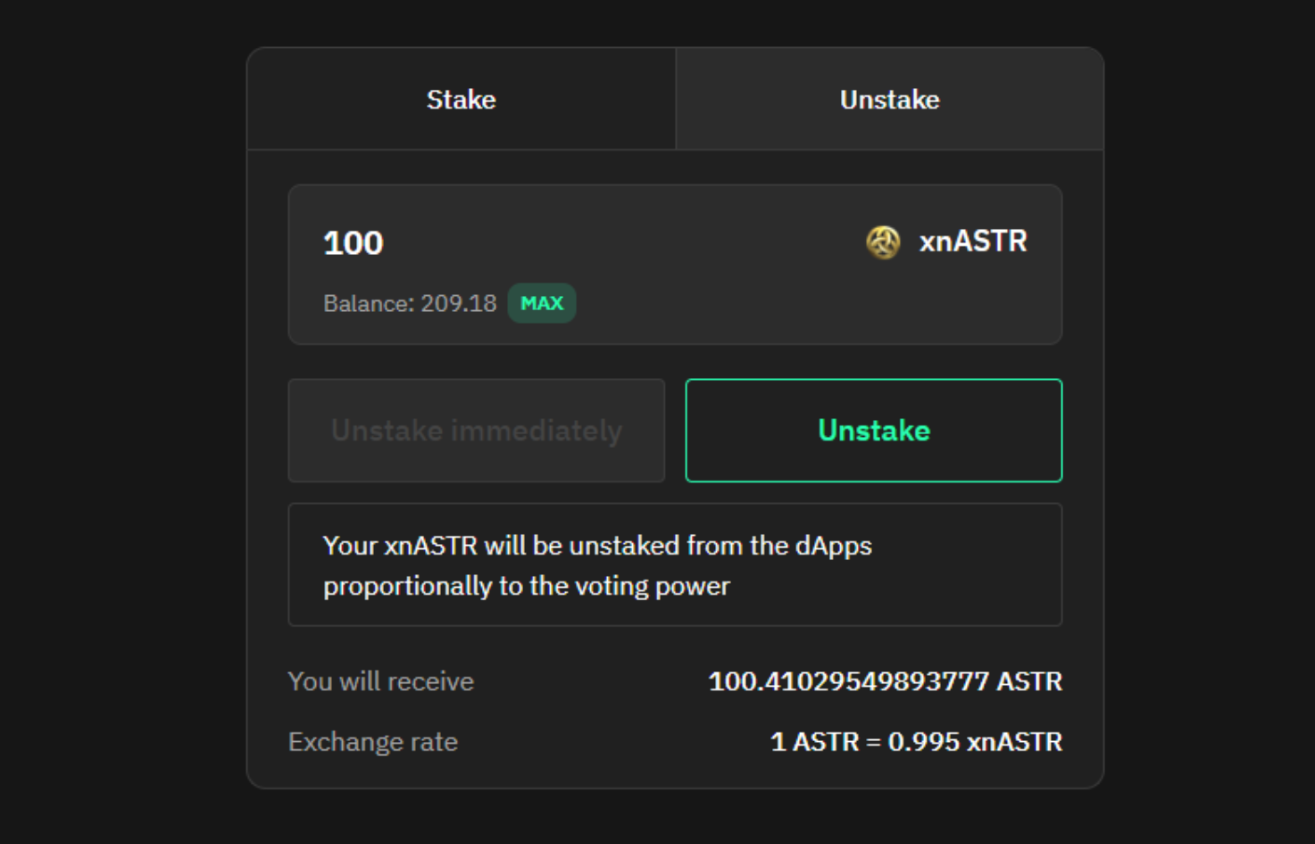 Stake
Unstake
100
xnASTR
Balance: 209.18 MAX
Unstake immediately
Unstake
Your xnASTR will be unstaked from the dApps
proportionally to the voting power
You will receive
100.41029549893777 ASTR
Exchange rate
1 ASTR = 0.995 xnASTR